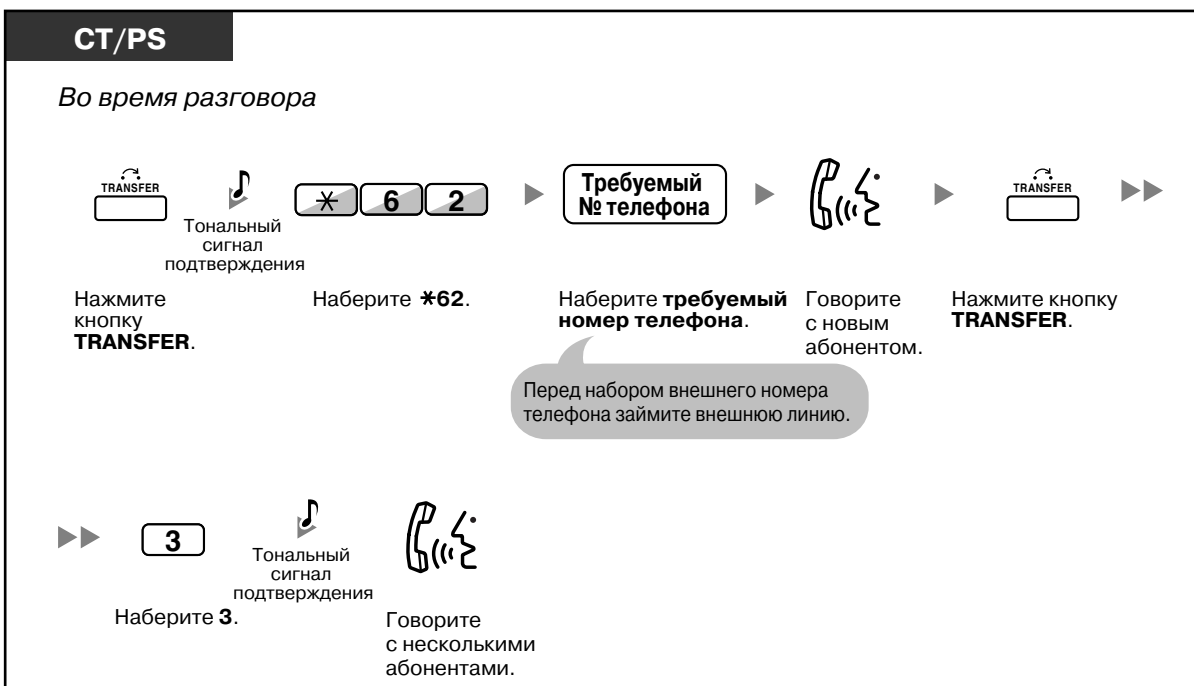 CT/PS
Во время разговора
TRANSFER
Тональный
сигнал
подтверждения
* 6 2
Требуемый
№ телефона
TRANSFER
Нажмите
кнопку
TRANSFER.
Наберите *62.
Наберите требуемый
номер телефона.
Говорите
с новым
абонентом.
Нажмите кнопку
TRANSFER.
Перед набором внешнего номера
телефона займите внешнюю линию.
3
Тональный
сигнал
подтверждения
Наберите 3.
Говорите
с несколькими
абонентами.